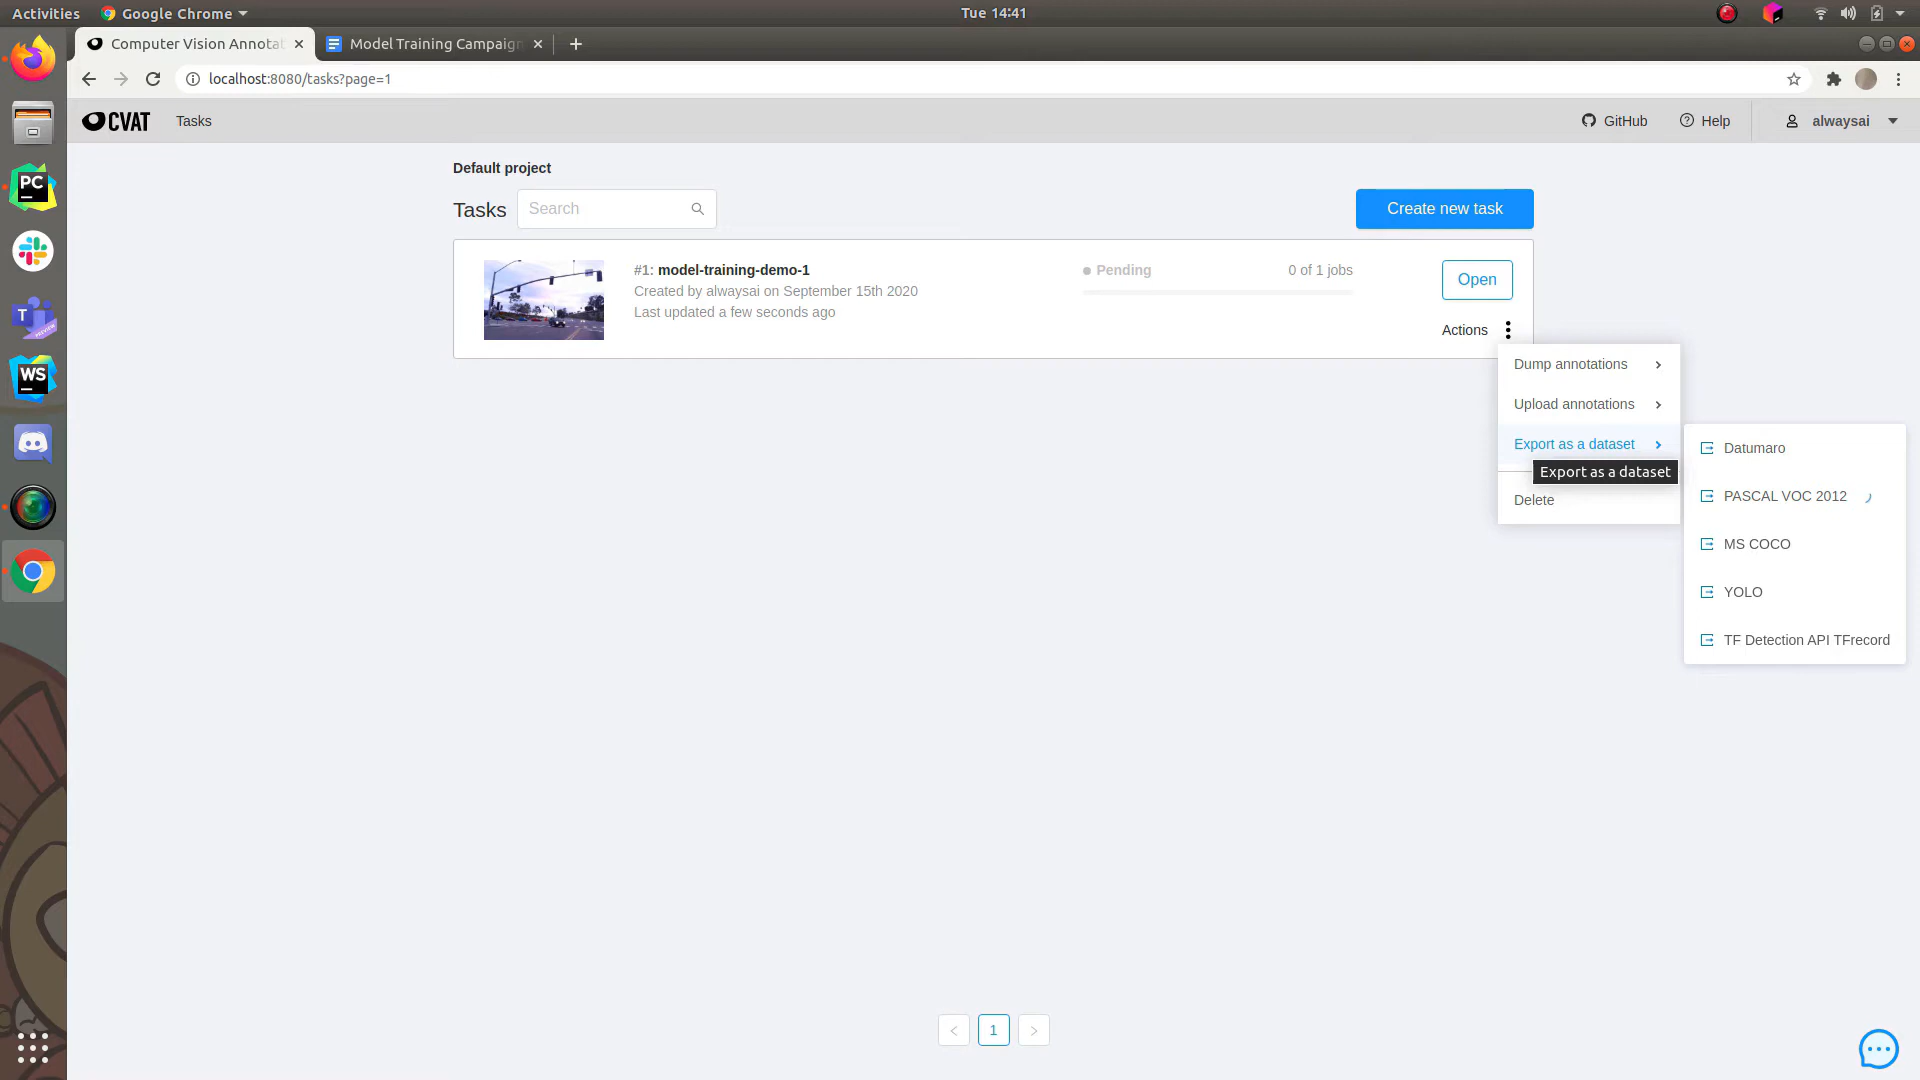 Activities Google Chrome Tue 14:41
Computer Vision Annotat Model Training Campaign
localhost:8080/tasks?page=1
CVAT Tasks GitHub Help alwaysai
Default project
Tasks Search Create new task
#1: model-training-demo-1 Pending 0 of 1 jobs Open
Created by alwaysai on September 15th 2020
Last updated a few seconds ago
Actions
Dump annotations
Upload annotations
Export as a dataset
Export as a dataset
Delete
Datumaro
PASCAL VOC 2012
MS COCO
YOLO
TF Detection API TFrecord
1
PC
T
PREVIEW
WS